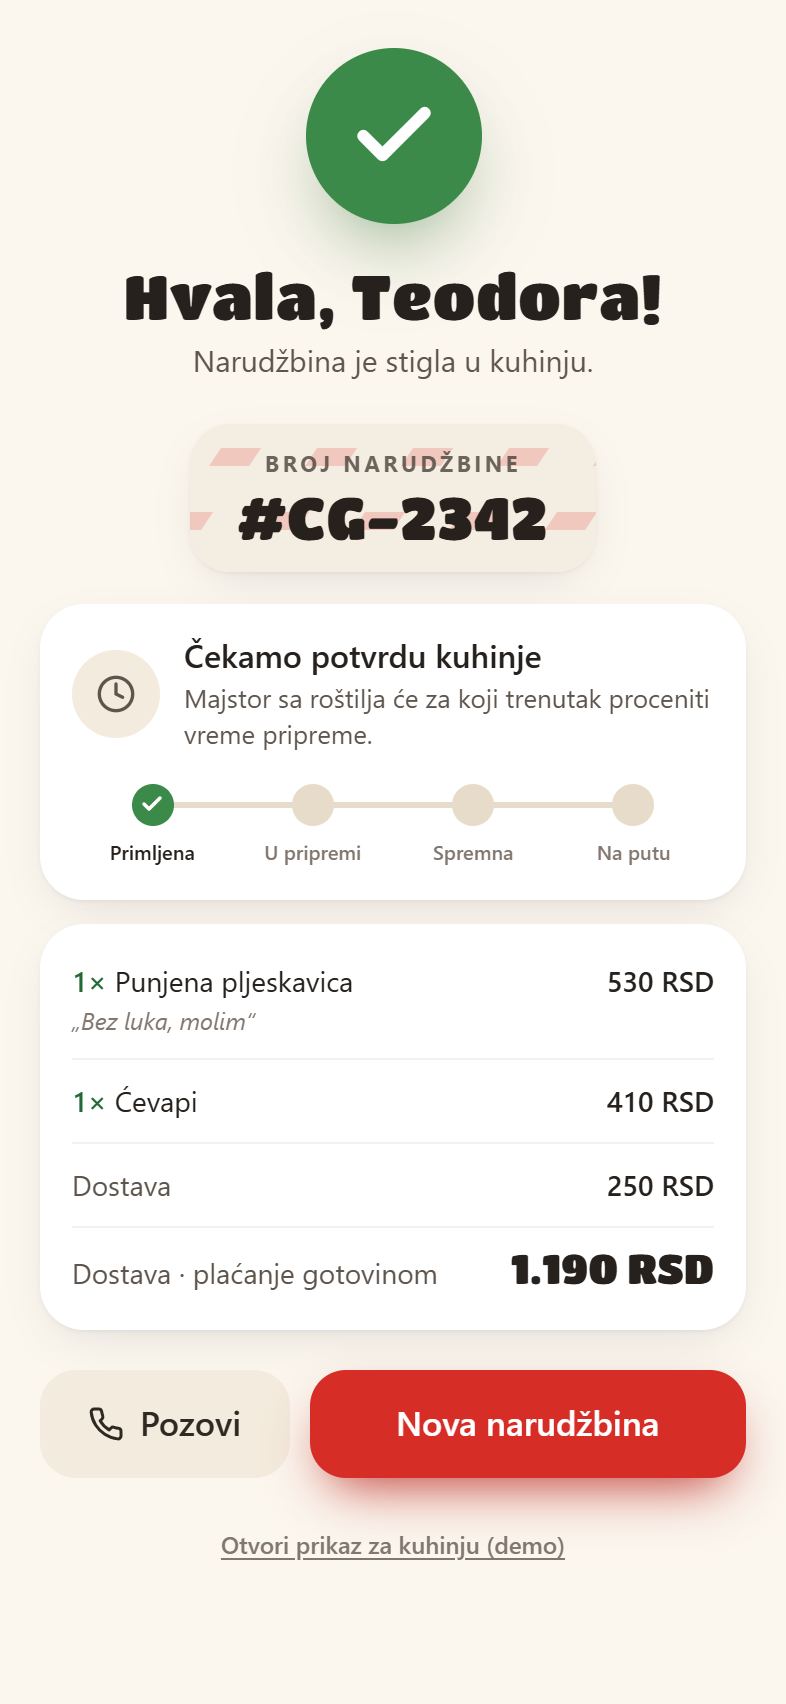 Hvala, Teodora!
Narudžbina je stigla u kuhinju.
BROJ NARUDŽBINE
#CG–2342
Čekamo potvrdu kuhinje
Majstor sa roštilja će za koji trenutak proceniti
vreme pripreme.
Primljena U pripremi Spremna Na putu
1× Punjena pljeskavica 530 RSD
„Bez luka, molim“
1× Ćevapi 410 RSD
Dostava 250 RSD
Dostava · plaćanje gotovinom 1.190 RSD
Pozovi Nova narudžbina
Otvori prikaz za kuhinju (demo)